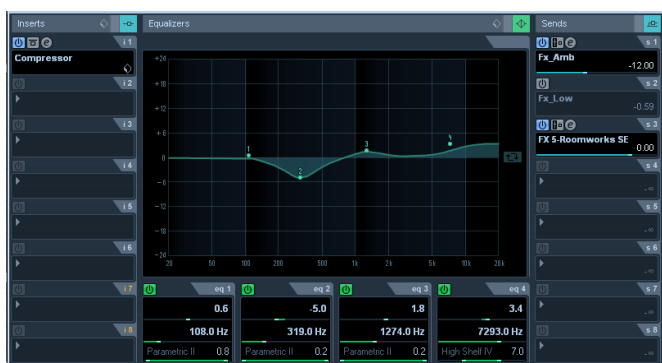 Inserts
Equalizers
Sends
e
i 1
e
s 1
Compressor
Fx_Amb
-12.00
i 2
s 2
Fx_Low
-0.59
i 3
e
s 3
FX 5-Roomworks SE
0.00
i 4
s 4
-∞
i 5
s 5
-∞
i 6
s 6
-∞
i 7
s 7
-∞
i 8
s 8
-∞
+24
+18
+12
+6
0
-6
-12
-18
-24
1
2
3
4
20
50
100
200
500
1k
2k
5k
10k
20k
eq 1
eq 2
eq 3
eq 4
0.6
-5.0
1.8
3.4
108.0 Hz
319.0 Hz
1274.0 Hz
7293.0 Hz
Parametric II 0.8
Parametric II 0.2
Parametric II 0.2
High Shelf IV 7.0